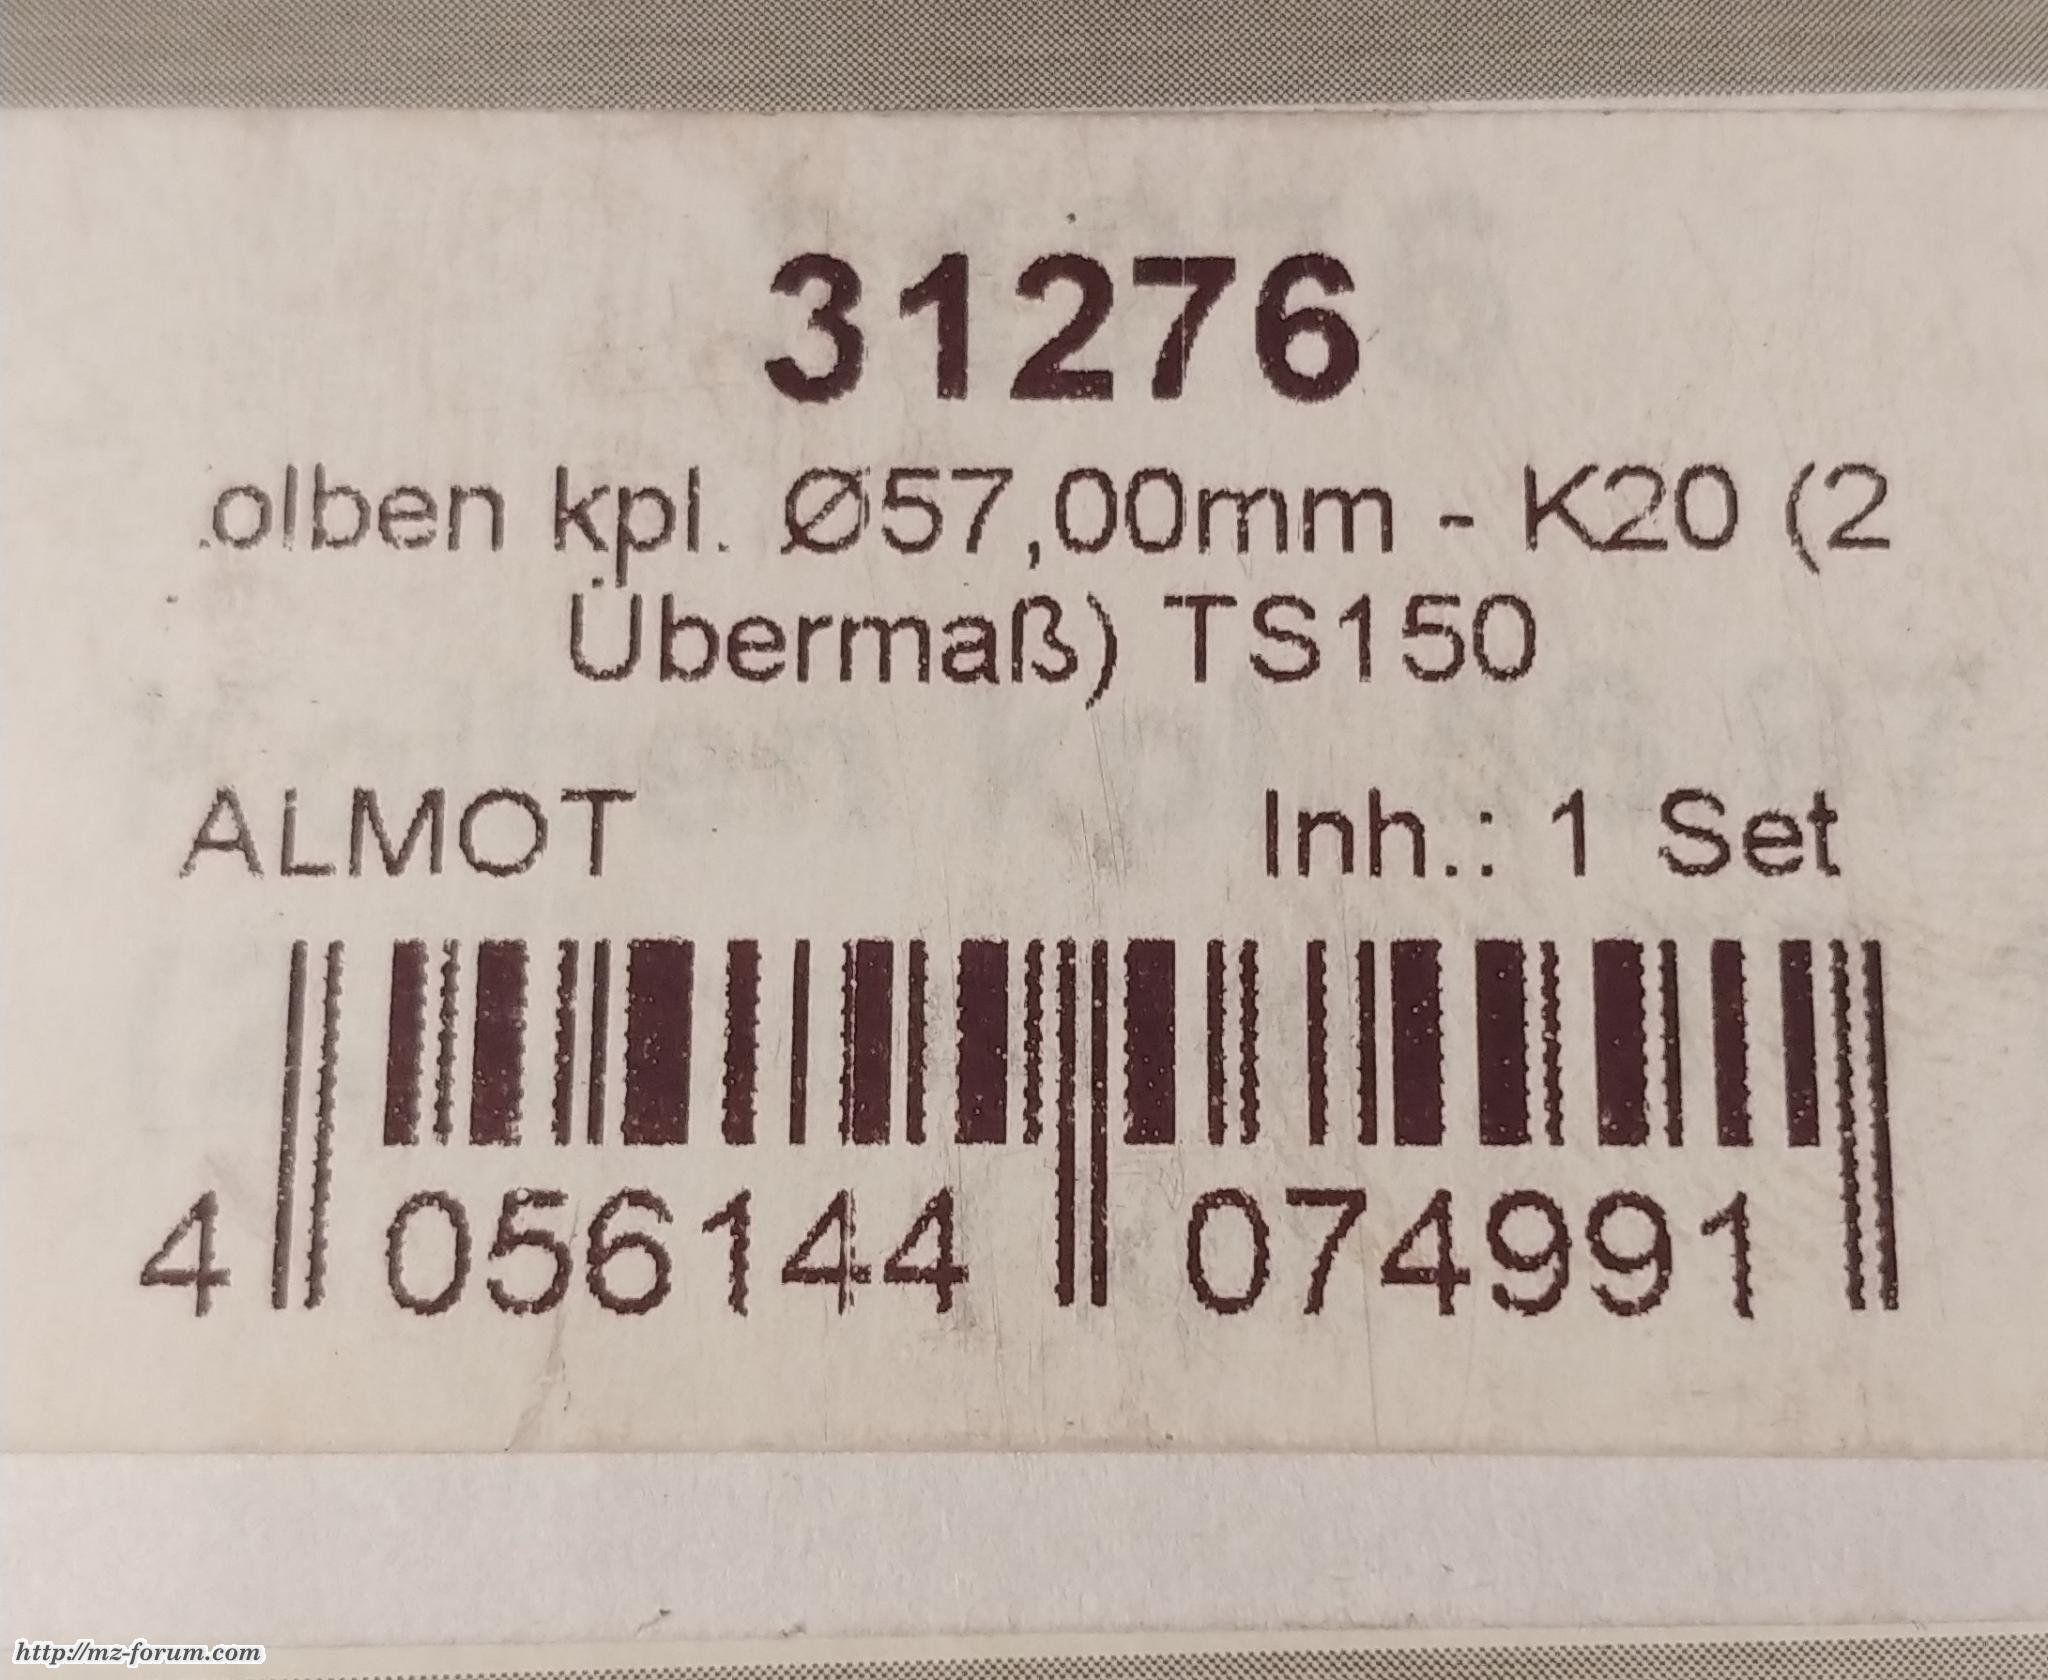 31276
.olben kpl. Ø57,00mm - K20 (2
Übermaß) TS150
ALMOT Inh.: 1 Set
4 056144 074991
http://mz-forum.com